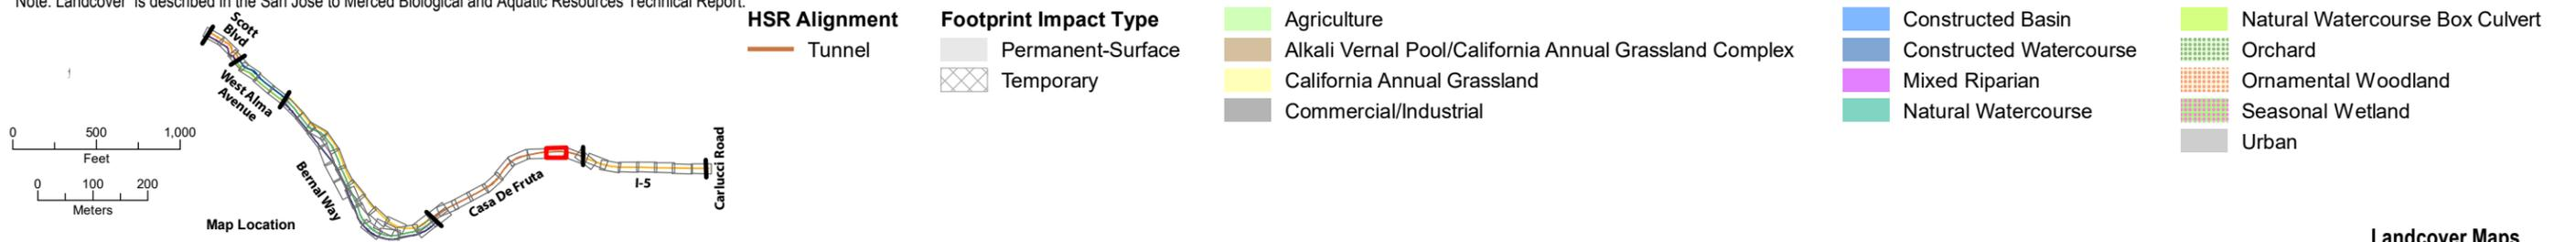 Note: Landcover is described in the San Jose to Merced Biological and Aquatic Resources Technical Report.
Scott
Blvd
West Alma
Avenue
0 500 1,000
Feet
0 100 200
Meters
Bernal Way
Map Location
Casa De Fruta
I-5
Carlucci Road
HSR Alignment
Tunnel
Footprint Impact Type
Permanent-Surface
Temporary
Agriculture
Alkali Vernal Pool/California Annual Grassland Complex
California Annual Grassland
Commercial/Industrial
Constructed Basin
Constructed Watercourse
Mixed Riparian
Natural Watercourse
Natural Watercourse Box Culvert
Orchard
Ornamental Woodland
Seasonal Wetland
Urban
Landcover Maps